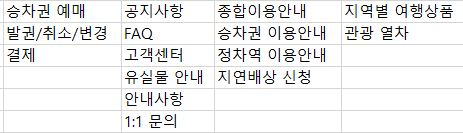 승차권 예매 공지사항 종합이용안내 지역별 여행상품
발권/취소/변경 FAQ 승차권 이용안내 관광 열차
결제 고객센터 정차역 이용안내
유실물 안내 지연배상 신청
안내사항
1:1 문의